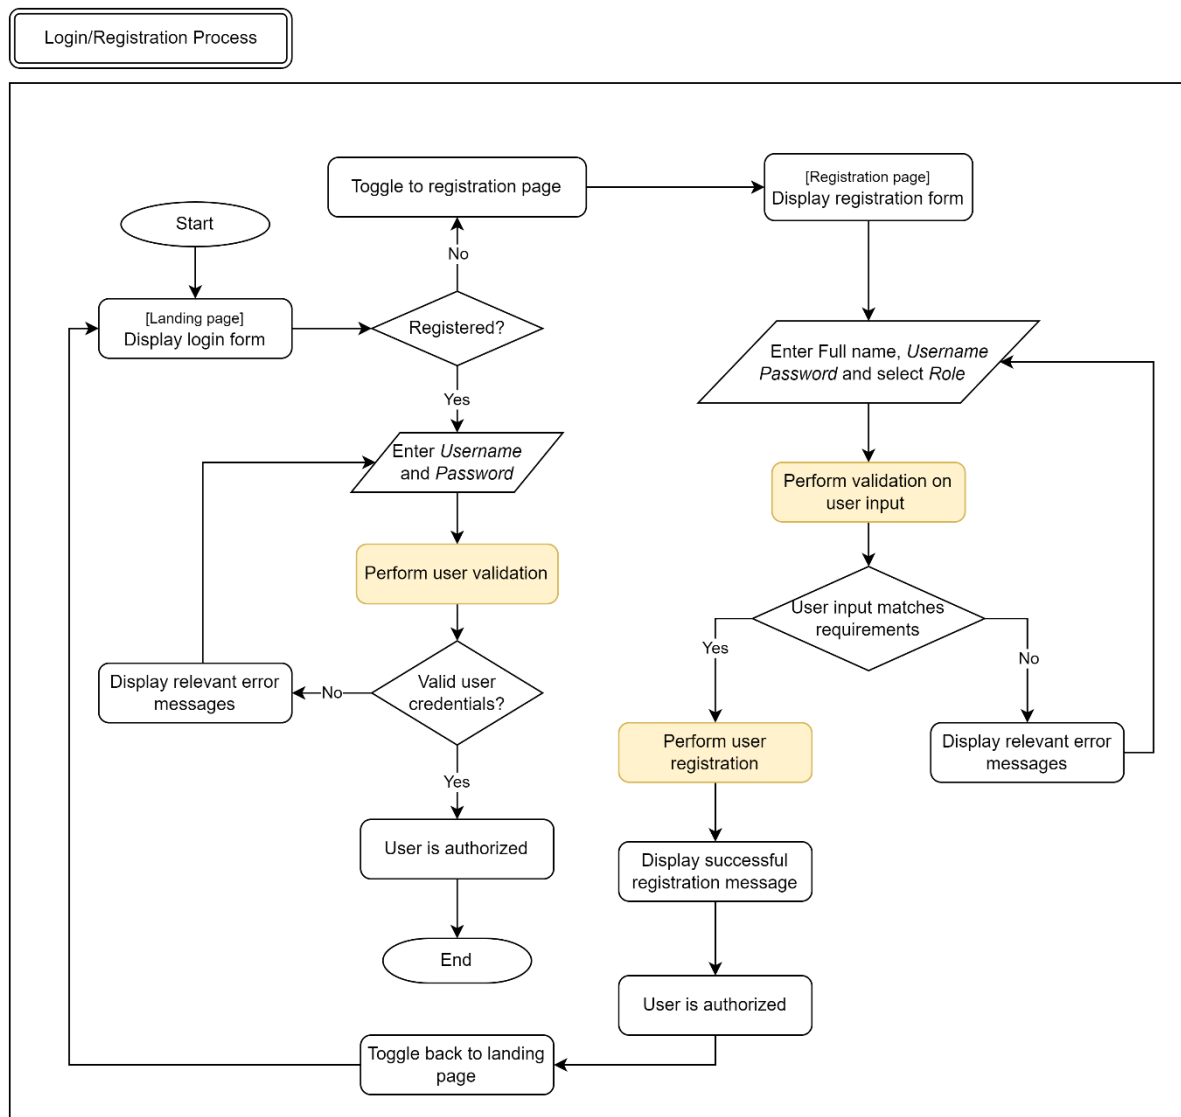 Login/Registration Process
Toggle to registration page
[Registration page]
Display registration form
Start
No
[Landing page]
Display login form
Registered?
Enter Full name, Username
Password and select Role
Yes
Enter Username
and Password
Perform validation on
user input
Perform user validation
User input matches
requirements
Yes
No
Display relevant error
messages
No
Valid user
credentials?
Perform user
registration
Display relevant error
messages
Yes
User is authorized
Display successful
registration message
End
User is authorized
Toggle back to landing
page